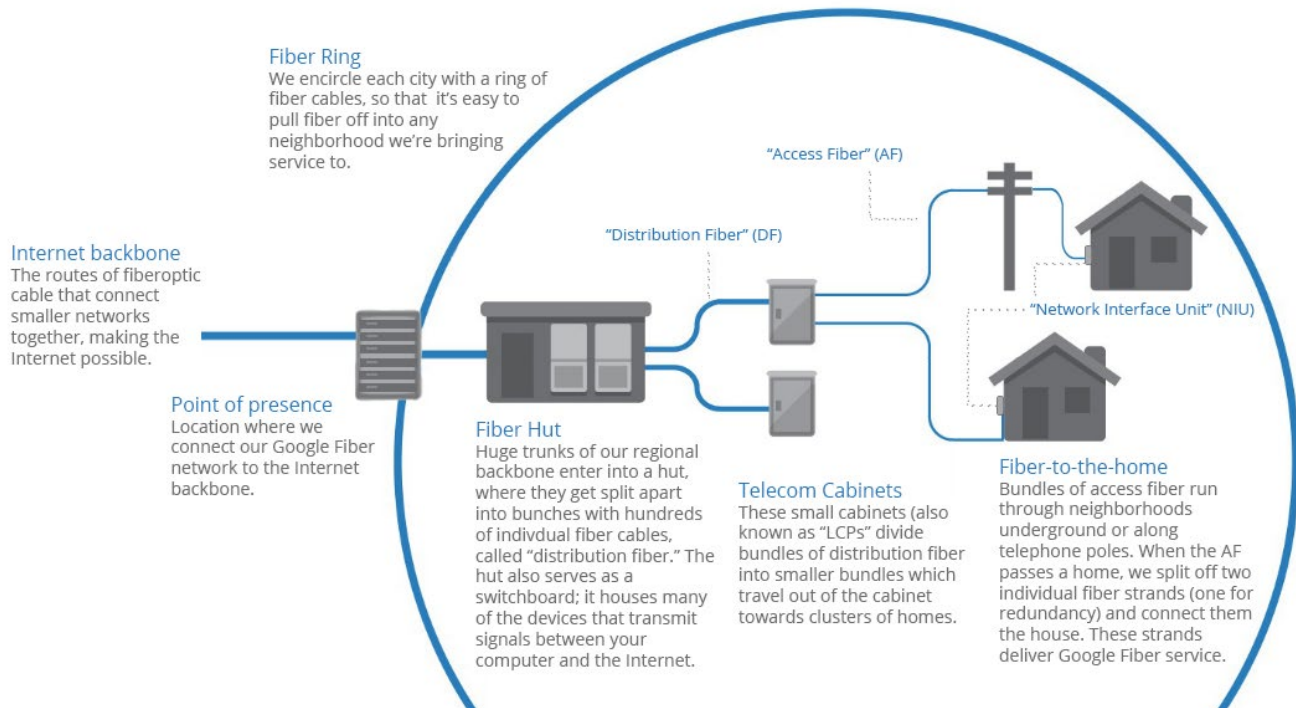 Fiber Ring
We encircle each city with a ring of
fiber cables, so that it's easy to
pull fiber off into any
neighborhood we're bringing
service to.
"Access Fiber" (AF)
"Distribution Fiber" (DF)
Internet backbone
The routes of fiberoptic
cable that connect
smaller networks
together, making the
Internet possible.
"Network Interface Unit" (NIU)
Point of presence
Location where we
connect our Google Fiber
network to the Internet
backbone.
Fiber Hut
Huge trunks of our regional
backbone enter into a hut,
where they get split apart
into bunches with hundreds
of indivdual fiber cables,
called "distribution fiber." The
hut also serves as a
switchboard; it houses many
of the devices that transmit
signals between your
computer and the Internet.
Telecom Cabinets
These small cabinets (also
known as "LCPs" divide
bundles of distribution fiber
into smaller bundles which
travel out of the cabinet
towards clusters of homes.
Fiber-to-the-home
Bundles of access fiber run
through neighborhoods
underground or along
telephone poles. When the AF
passes a home, we split off two
individual fiber strands (one for
redundancy) and connect them
the house. These strands
deliver Google Fiber service.